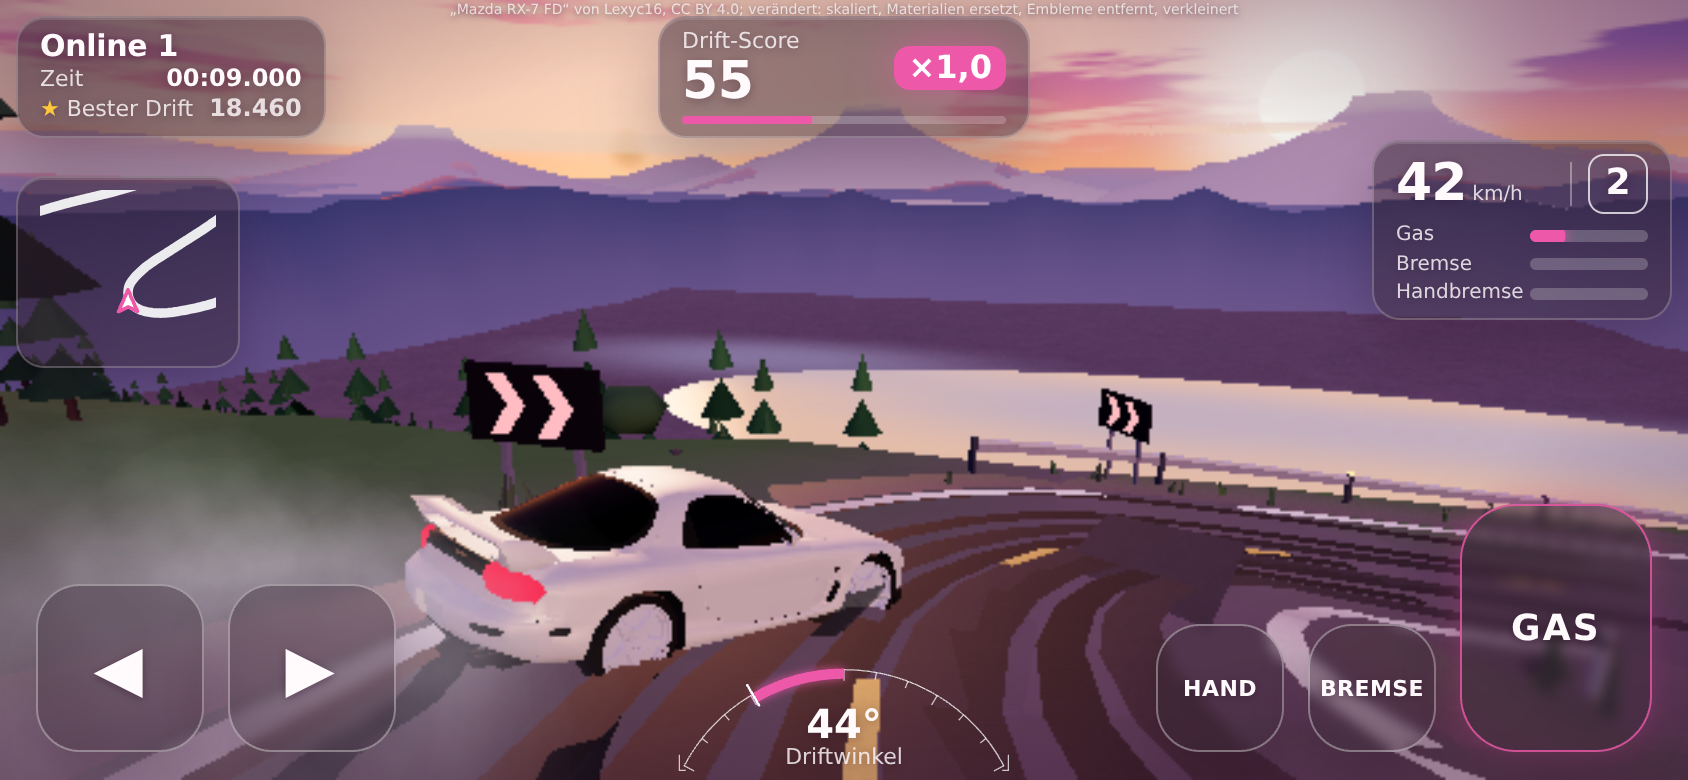 „Mazda RX-7 FD“ von Lexyc16, CC BY 4.0; verändert: skaliert, Materialien ersetzt, Embleme entfernt, verkleinert
Online 1
Zeit 00:09.000
★ Bester Drift 18.460
Drift-Score
55
×1,0
42 km/h
2
Gas
Bremse
Handbremse
◀
▶
44°
Driftwinkel
HAND
BREMSE
GAS